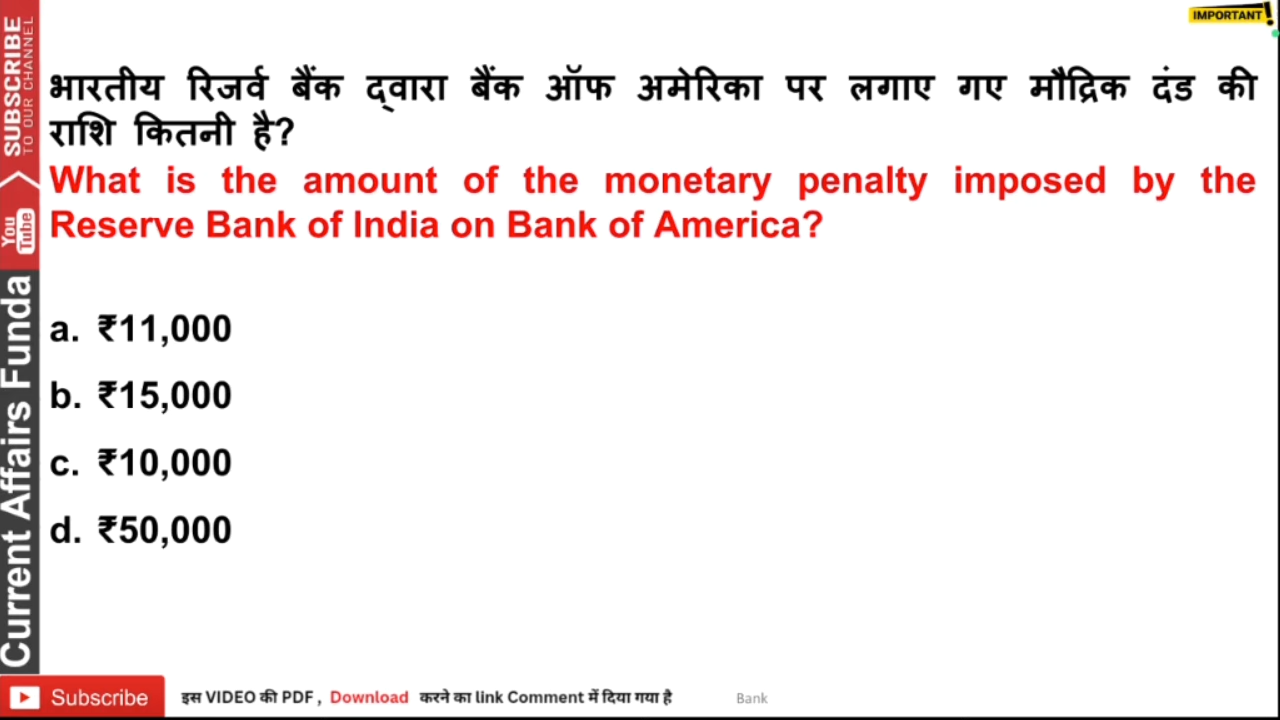 IMPORTANT!
भारतीय रिजर्व बैंक द्वारा बैंक ऑफ अमेरिका पर लगाए गए मौद्रिक दंड की
राशि कितनी है?
What is the amount of the monetary penalty imposed by the
Reserve Bank of India on Bank of America?
a. ₹11,000
b. ₹15,000
c. ₹10,000
d. ₹50,000
SUBSCRIBE
TO OUR CHANNEL
You
Tube
Current Affairs Funda
Subscribe इस VIDEO की PDF , Download करने का link Comment में दिया गया है Bank